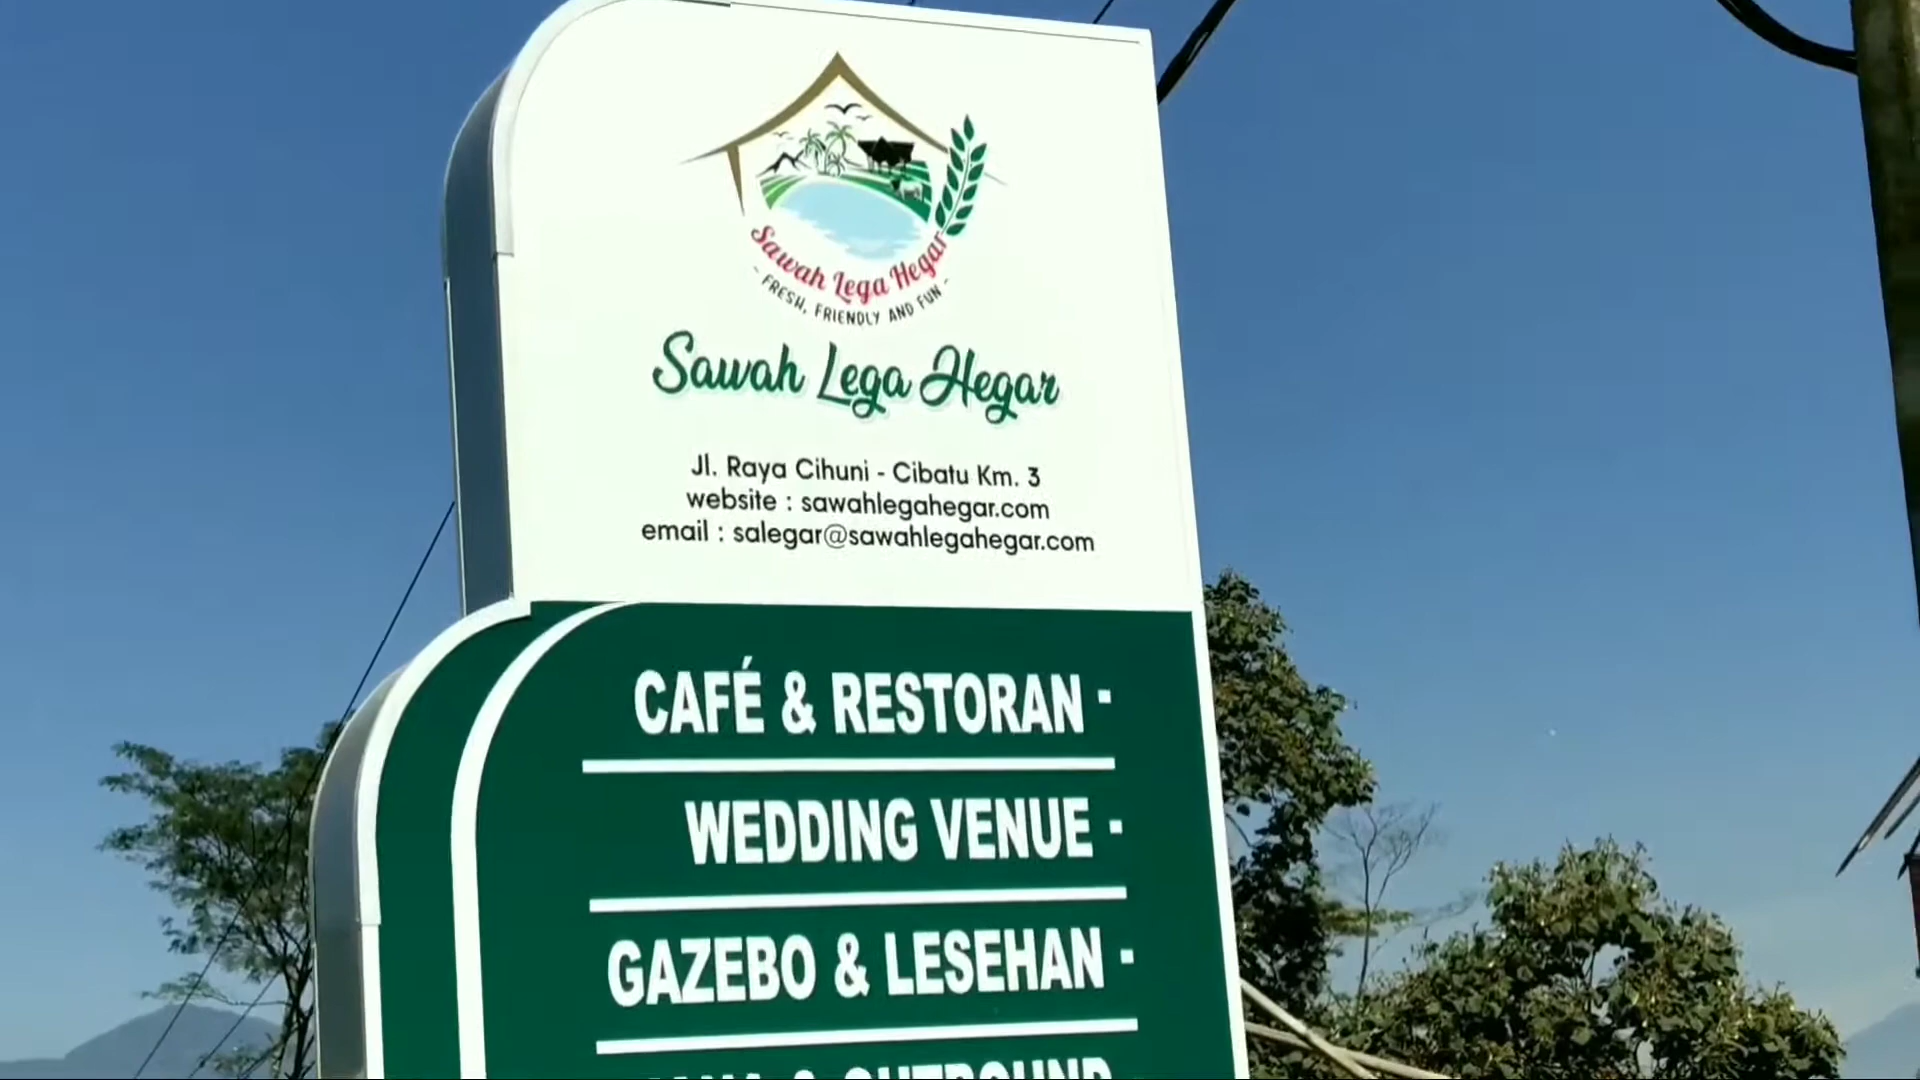 Sawah Lega Hegar
- FRESH, FRIENDLY AND FUN -
Sawah Lega Hegar
Jl. Raya Cihuni - Cibatu Km. 3
website : sawahlegahegar.com
email : salegar@sawahlegahegar.com
CAFÉ & RESTORAN -
WEDDING VENUE -
GAZEBO & LESEHAN -
& OUTBOUND